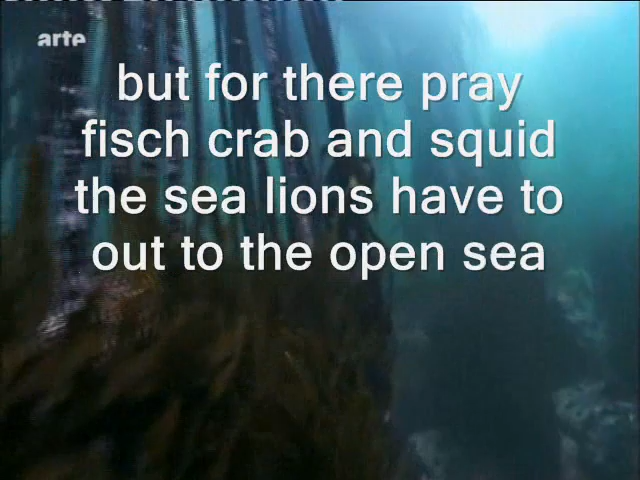 arte
but for there pray
fisch crab and squid
the sea lions have to
out to the open sea